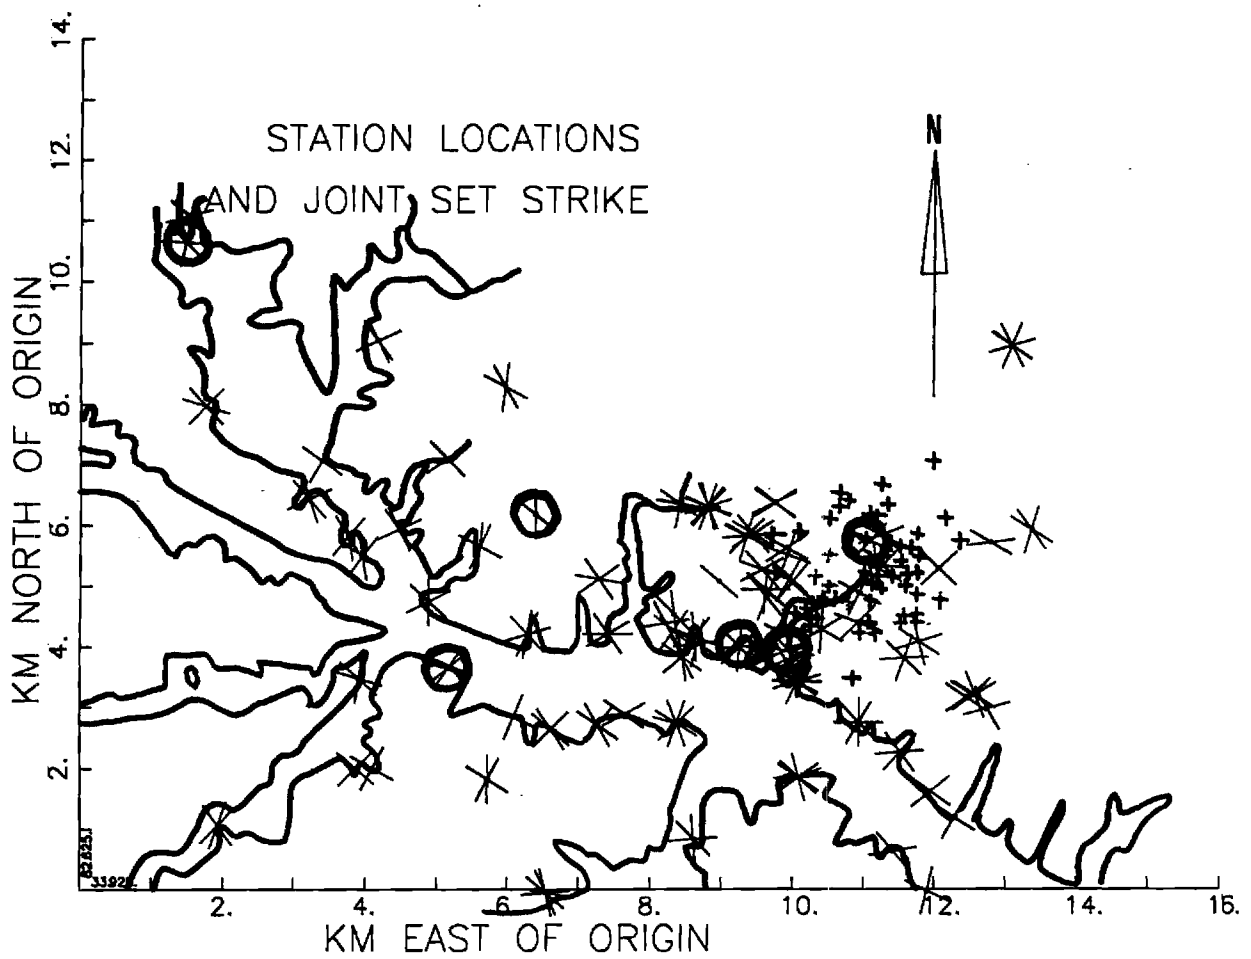 STATION LOCATIONS
AND JOINT SET STRIKE
N
14.
12.
10.
8.
6.
4.
2.
KM NORTH OF ORIGIN
2. 4. 6. 8. 10. 12. 14. 16.
KM EAST OF ORIGIN